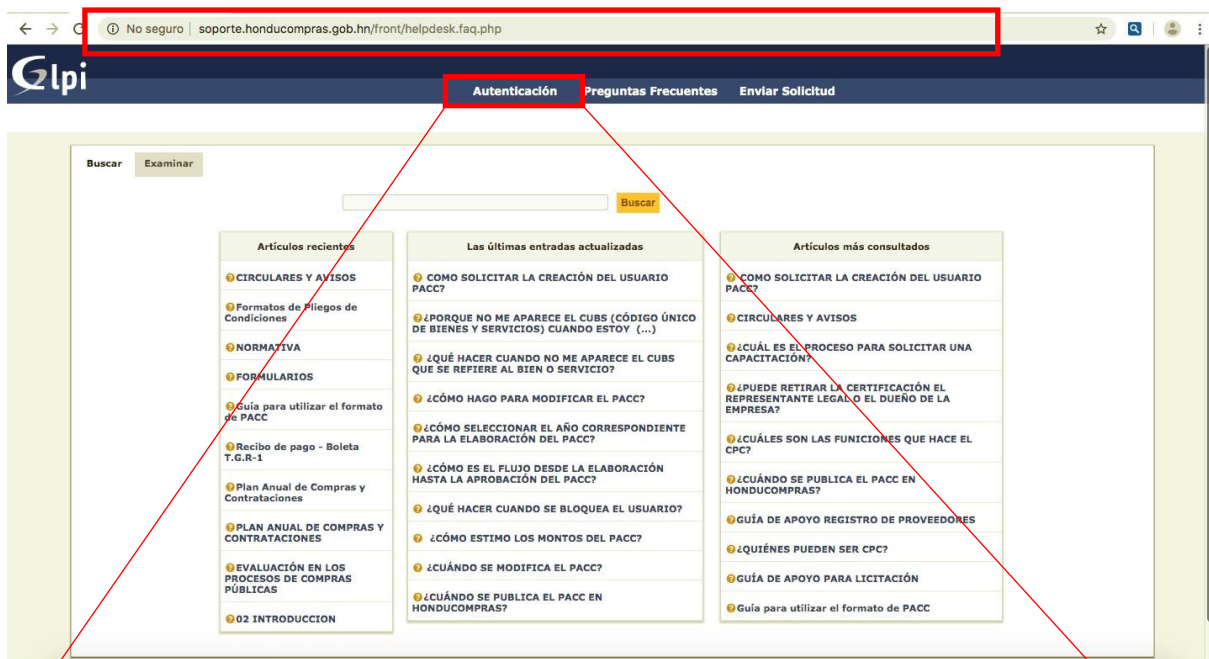 No seguro | soporte.honducompras.gob.hn/front/helpdesk.faq.php
Glpi
Autenticación Preguntas Frecuentes Enviar Solicitud
Buscar Examinar
Buscar
Artículos recientes
CIRCULARES Y AVISOS
Formatos de Pliegos de
Condiciones
NORMATIVA
FORMULARIOS
Guía para utilizar el formato
de PACC
Recibo de pago - Boleta
T.G.R-1
Plan Anual de Compras y
Contrataciones
PLAN ANUAL DE COMPRAS Y
CONTRATACIONES
EVALUACIÓN EN LOS
PROCESOS DE COMPRAS
PÚBLICAS
02 INTRODUCCION
Las últimas entradas actualizadas
COMO SOLICITAR LA CREACIÓN DEL USUARIO
PACC?
¿PORQUE NO ME APARECE EL CUBS (CÓDIGO ÚNICO
DE BIENES Y SERVICIOS) CUANDO ESTOY (...)
¿QUÉ HACER CUANDO NO ME APARECE EL CUBS
QUE SE REFIERE AL BIEN O SERVICIO?
¿CÓMO HAGO PARA MODIFICAR EL PACC?
¿CÓMO SELECCIONAR EL AÑO CORRESPONDIENTE
PARA LA ELABORACIÓN DEL PACC?
¿CÓMO ES EL FLUJO DESDE LA ELABORACIÓN
HASTA LA APROBACIÓN DEL PACC?
¿QUÉ HACER CUANDO SE BLOQUEA EL USUARIO?
¿CÓMO ESTIMO LOS MONTOS DEL PACC?
¿CUÁNDO SE MODIFICA EL PACC?
¿CUÁNDO SE PUBLICA EL PACC EN
HONDUCOMPRAS?
Artículos más consultados
COMO SOLICITAR LA CREACIÓN DEL USUARIO
PACC?
CIRCULARES Y AVISOS
¿CUÁL ES EL PROCESO PARA SOLICITAR UNA
CAPACITACIÓN?
¿PUEDE RETIRAR LA CERTIFICACIÓN EL
REPRESENTANTE LEGAL O EL DUEÑO DE LA
EMPRESA?
¿CUÁLES SON LAS FUNICIONES QUE HACE EL
CPC?
¿CUÁNDO SE PUBLICA EL PACC EN
HONDUCOMPRAS?
GUÍA DE APOYO REGISTRO DE PROVEEDORES
¿QUIÉNES PUEDEN SER CPC?
GUÍA DE APOYO PARA LICITACIÓN
Guía para utilizar el formato de PACC